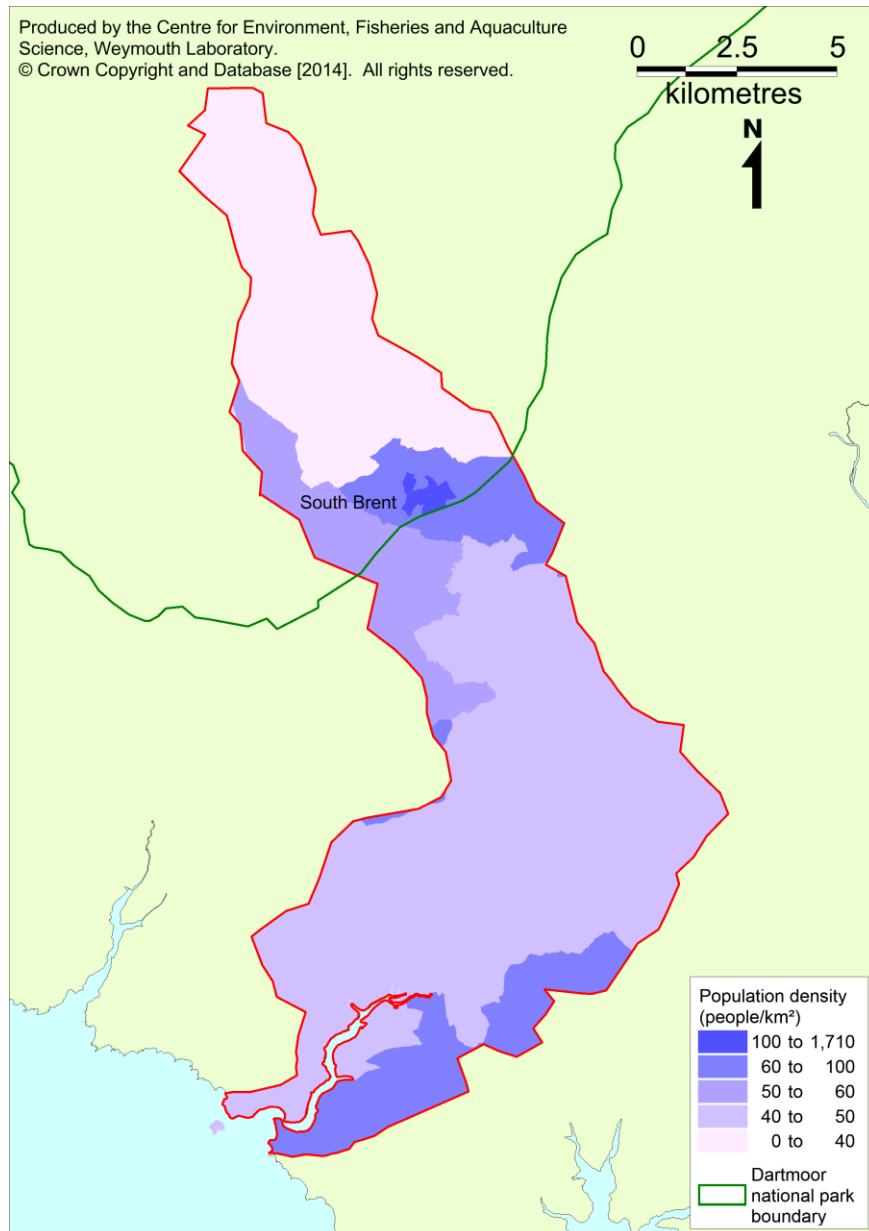 Produced by the Centre for Environment, Fisheries and Aquaculture
Science, Weymouth Laboratory.
© Crown Copyright and Database [2014].  All rights reserved.
0 2.5 5
kilometres
N
South Brent
Population density
(people/km²)
100 to 1,710
60 to 100
50 to 60
40 to 50
0 to 40
Dartmoor
national park
boundary